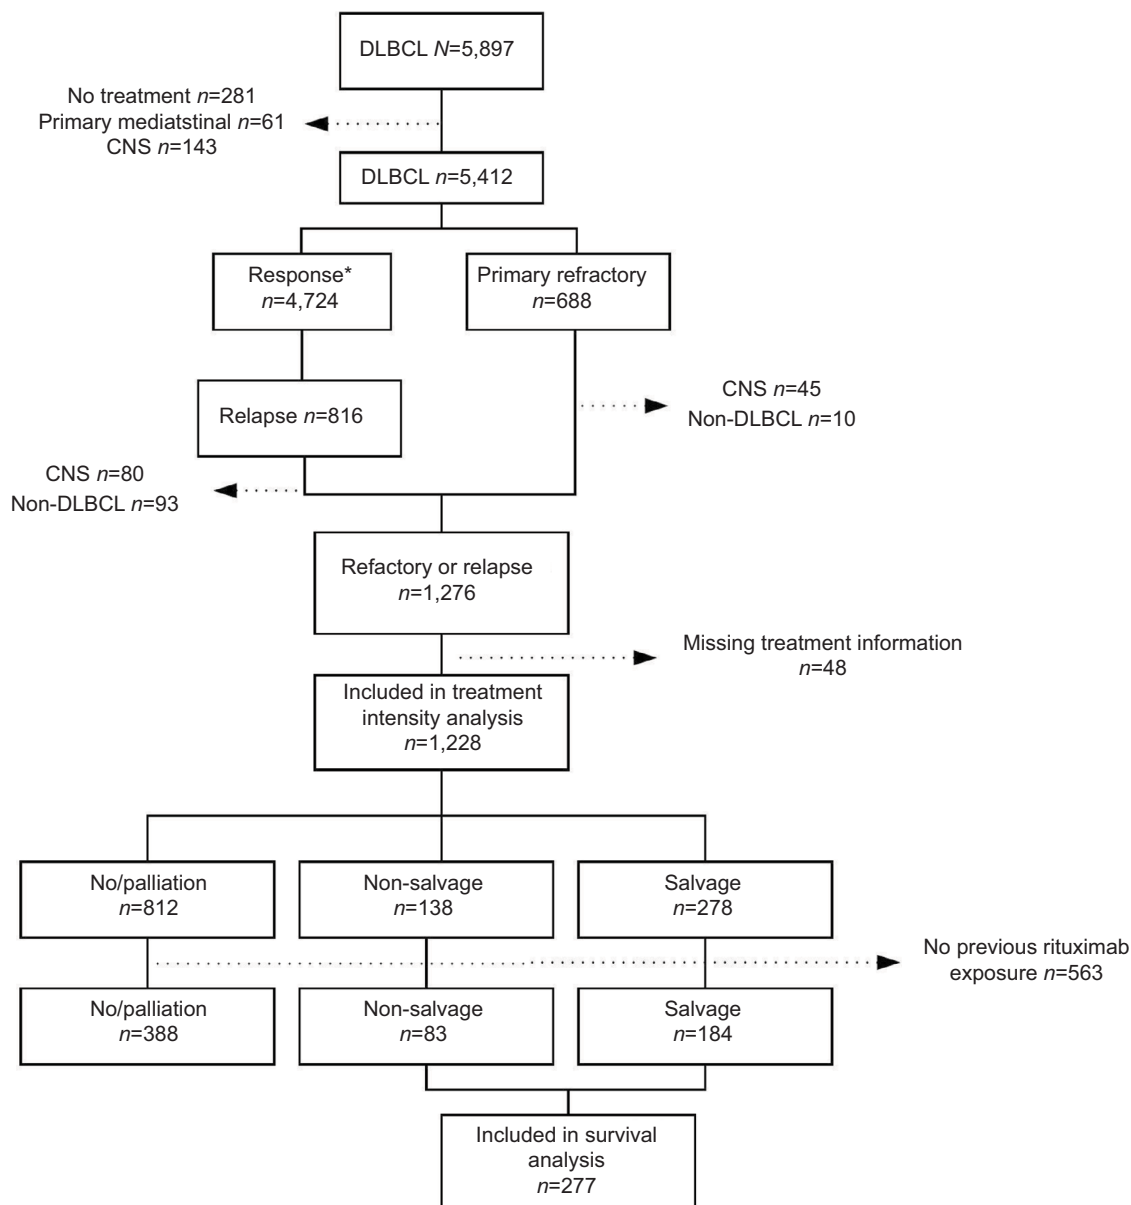 DLBCL N=5,897
No treatment n=281
Primary mediatstinal n=61
CNS n=143
DLBCL n=5,412
Response*
n=4,724
Primary refractory
n=688
CNS n=45
Non-DLBCL n=10
Relapse n=816
CNS n=80
Non-DLBCL n=93
Refactory or relapse
n=1,276
Missing treatment information
n=48
Included in treatment
intensity analysis
n=1,228
No/palliation
n=812
Non-salvage
n=138
Salvage
n=278
No previous rituximab
exposure n=563
No/palliation
n=388
Non-salvage
n=83
Salvage
n=184
Included in survival
analysis
n=277